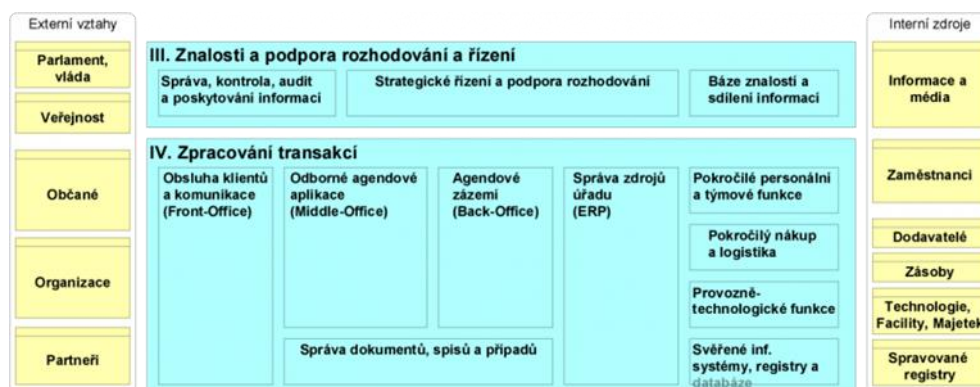 Externí vztahy
Parlament,
vláda
Veřejnost
Občané
Organizace
Partneři
III. Znalosti a podpora rozhodování a řízení
Správa, kontrola, audit
a poskytování informací
Strategické řízení a podpora rozhodování
Báze znalostí a
sdílení informací
IV. Zpracování transakcí
Obsluha klientů
a komunikace
(Front-Office)
Odborné agendové
aplikace
(Middle-Office)
Agendové
zázemí
(Back-Office)
Správa zdrojů
úřadu
(ERP)
Pokročilé personální
a týmové funkce
Pokročilý nákup
a logistika
Provozně-
technologické funkce
Správa dokumentů, spisů a případů
Svěřené inf.
systémy, registry a
databáze
Interní zdroje
Informace a
média
Zaměstnanci
Dodavatelé
Zásoby
Technologie,
Facility, Majetek
Spravované
registry